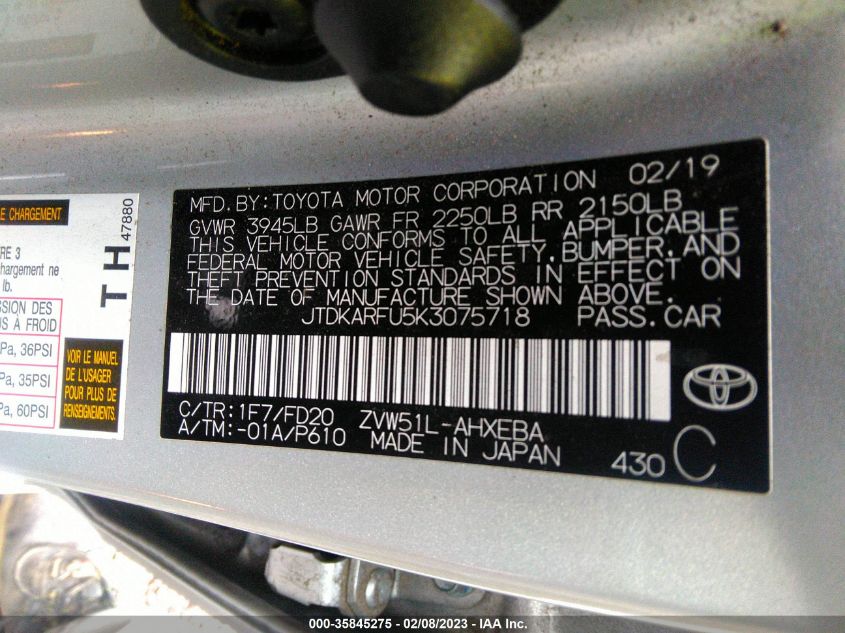 E CHARGEMENT
RE 3
hargement ne
lb.
SSION DES
US À FROID
Pa, 36PSI
Pa, 35PSI
Pa, 60PSI
VOIR LE MANUEL
DE L'USAGER
POUR PLUS DE
RENSEIGNEMENTS
TH
47880
MFD.BY:TOYOTA MOTOR CORPORATION 02/19
GVWR 3945LB GAWR FR 2250LB RR 2150LB
THIS VEHICLE CONFORMS TO ALL APPLICABLE
FEDERAL MOTOR VEHICLE SAFETY,BUMPER,AND
THEFT PREVENTION STANDARDS IN EFFECT ON
THE DATE OF MANUFACTURE SHOWN ABOVE.
JTDKARFU5K3075718 PASS.CAR
C/TR:1F7/FD20 ZVW51L-AHXEBA
A/TM:-01A/P610 MADE IN JAPAN
430 C
000-35845275 - 02/08/2023 - IAA Inc.